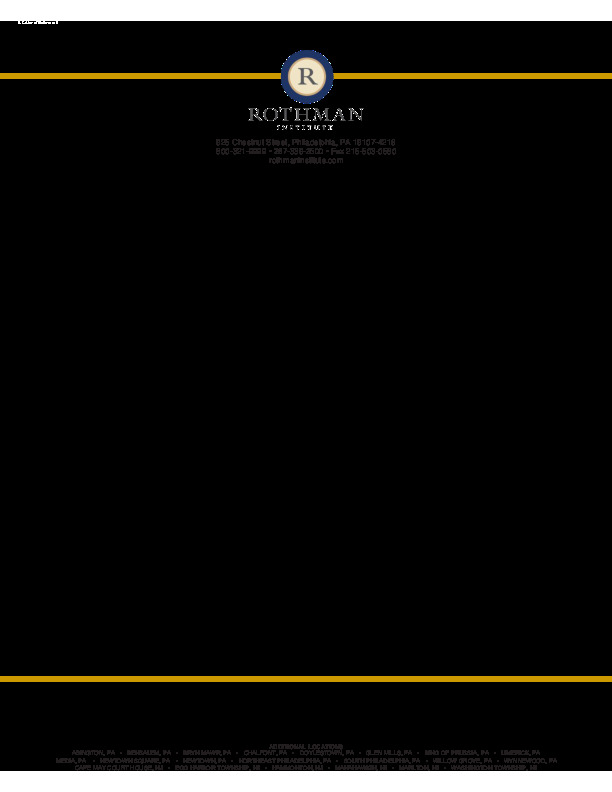 R
ROTHMAN
INSTITUTE
925 Chestnut Street, Philadelphia, PA 19107-4216
800-321-9999 • 267-339-3500 • Fax 215-503-0580
rothmaninstitute.com
ADDITIONAL LOCATIONS
ABINGTON, PA • BENSALEM, PA • BRYN MAWR, PA • CHALFONT, PA • DOYLESTOWN, PA • GLEN MILLS, PA • KING OF PRUSSIA, PA • LIMERICK, PA
MEDIA, PA • NEWTOWN SQUARE, PA • NEWTOWN, PA • NORTHEAST PHILADELPHIA, PA • SOUTH PHILADELPHIA, PA • WILLOW GROVE, PA • WYNNEWOOD, PA
CAPE MAY COURT HOUSE, NJ • EGG HARBOR TOWNSHIP, NJ • HAMMONTON, NJ • MANAHAWKIN, NJ • MARLTON, NJ • WASHINGTON TOWNSHIP, NJ